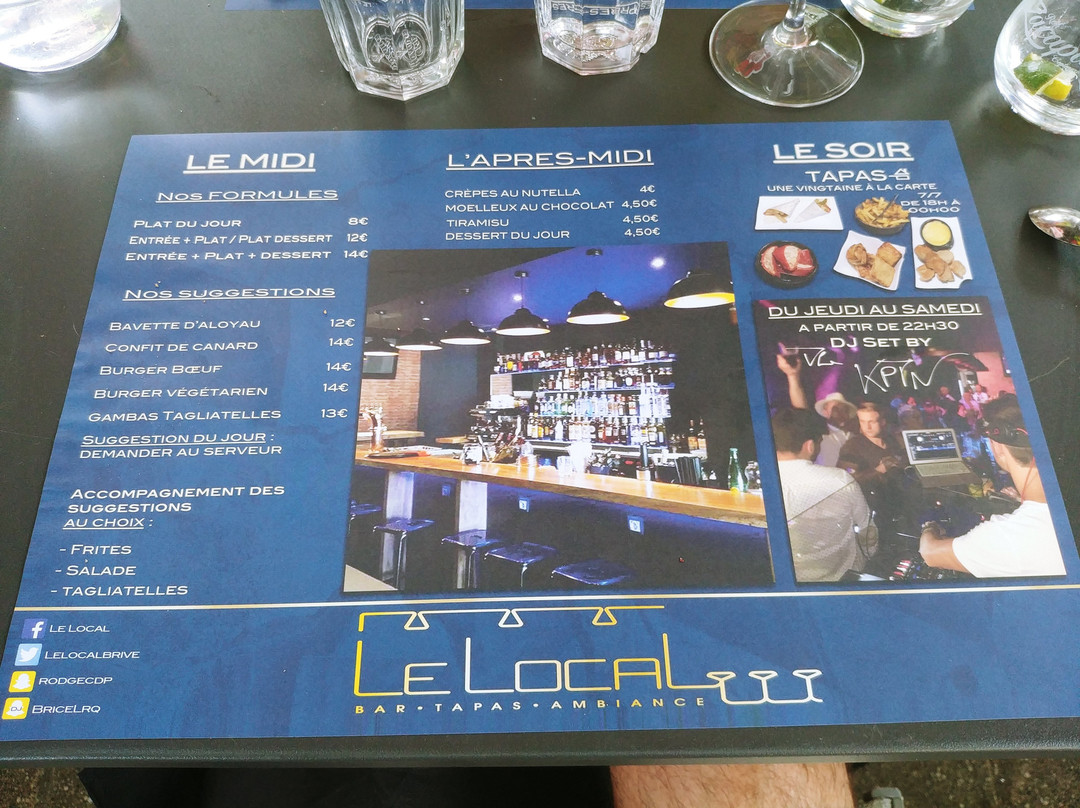 LE MIDI
NOS FORMULES
PLAT DU JOUR 8€
ENTRÉE + PLAT / PLAT DESSERT 12€
ENTRÉE + PLAT + DESSERT 14€
NOS SUGGESTIONS
BAVETTE D'ALOYAU 12€
CONFIT DE CANARD 14€
BURGER BŒUF 14€
BURGER VÉGÉTARIEN 14€
GAMBAS TAGLIATELLES 13€
SUGGESTION DU JOUR :
DEMANDER AU SERVEUR
ACCOMPAGNEMENT DES
SUGGESTIONS
AU CHOIX :
- FRITES
- SALADE
- TAGLIATELLES
L'APRES-MIDI
CRÈPES AU NUTELLA 4€
MOELLEUX AU CHOCOLAT 4,50€
TIRAMISU 4,50€
DESSERT DU JOUR 4,50€
LE SOIR
TAPAS
UNE VINGTAINE À LA CARTE
7/7
DE 18H À
00H00
DU JEUDI AU SAMEDI
A PARTIR DE 22H30
DJ SET BY
KPTN
LE LOCAL
LELOCALBRIVE
RODGECDP
DJ
BRICELRQ
LE LOCAL
BAR • TAPAS • AMBIANCE